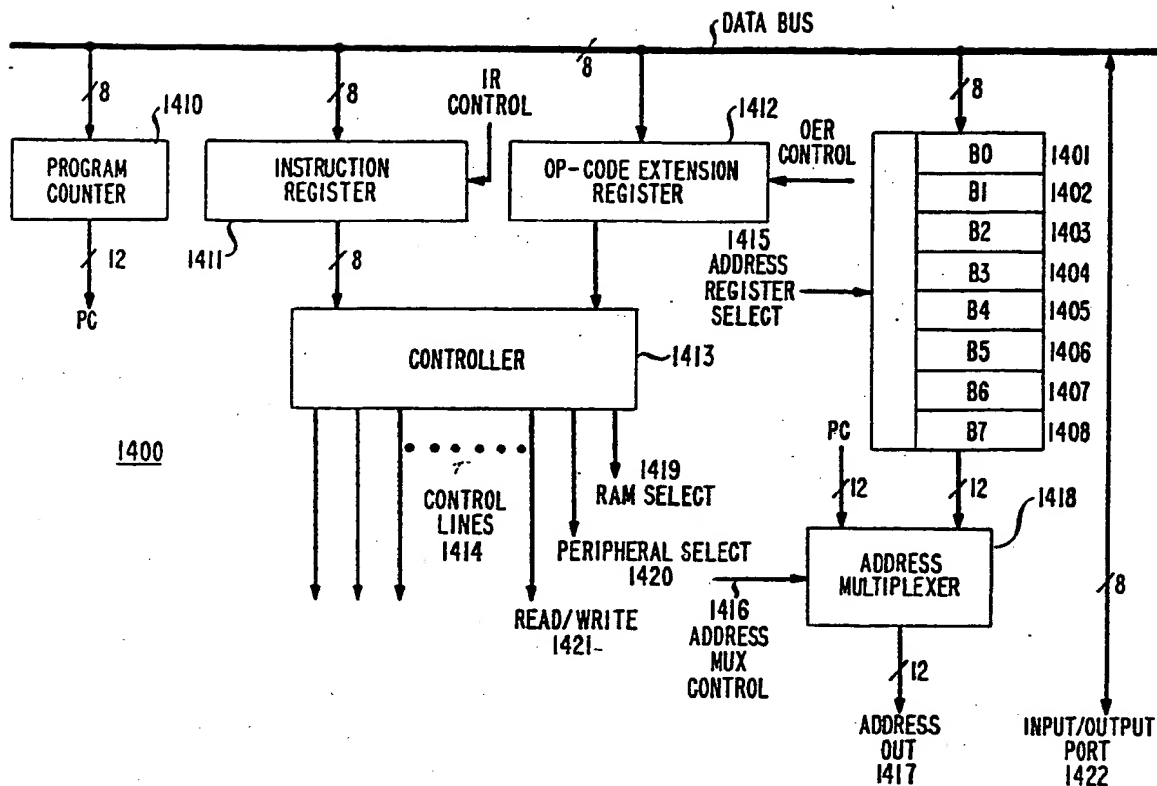 DATA BUS
8
8
8
8
8
IR
CONTROL
1410
1412
OER
CONTROL
PROGRAM
COUNTER
INSTRUCTION
REGISTER
OP-CODE EXTENSION
REGISTER
B0 1401
B1 1402
B2 1403
B3 1404
B4 1405
B5 1406
B6 1407
B7 1408
1411
12
PC
8
1415
ADDRESS
REGISTER
SELECT
CONTROLLER
1413
1400
PC
12
12
1418
1419
RAM SELECT
CONTROL
LINES
1414
PERIPHERAL SELECT
1420
ADDRESS
MULTIPLEXER
READ/WRITE
1421
1416
ADDRESS
MUX
CONTROL
12
ADDRESS
OUT
1417
INPUT/OUTPUT
PORT
1422